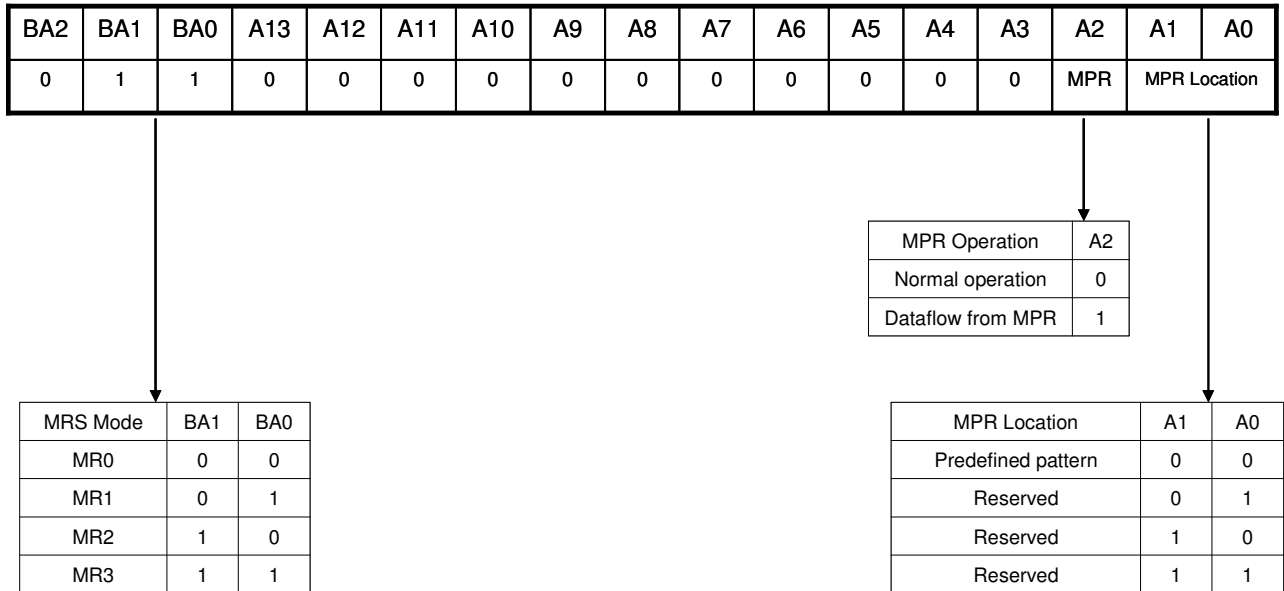 BA2 BA1 BA0 A13 A12 A11 A10 A9 A8 A7 A6 A5 A4 A3 A2 A1 A0
0 1 1 0 0 0 0 0 0 0 0 0 0 0 MPR MPR Location
MPR Operation A2
Normal operation 0
Dataflow from MPR 1
MRS Mode BA1 BA0
MR0 0 0
MR1 0 1
MR2 1 0
MR3 1 1
MPR Location A1 A0
Predefined pattern 0 0
Reserved 0 1
Reserved 1 0
Reserved 1 1